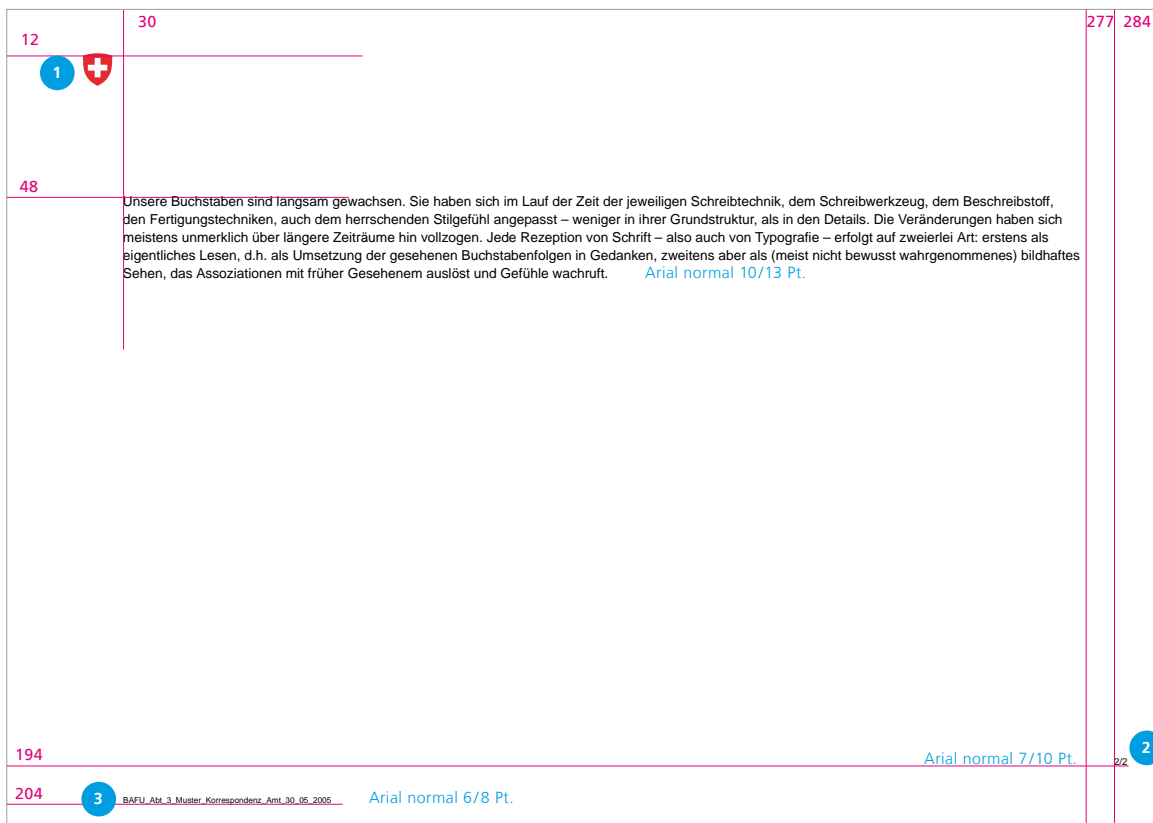 30
277 284
12
1
48
Unsere Buchstaben sind langsam gewachsen. Sie haben sich im Lauf der Zeit der jeweiligen Schreibtechnik, dem Schreibwerkzeug, dem Beschreibstoff,
den Fertigungstechniken, auch dem herrschenden Stilgefühl angepasst – weniger in ihrer Grundstruktur, als in den Details. Die Veränderungen haben sich
meistens unmerklich über längere Zeiträume hin vollzogen. Jede Rezeption von Schrift – also auch von Typografie – erfolgt auf zweierlei Art: erstens als
eigentliches Lesen, d.h. als Umsetzung der gesehenen Buchstabenfolgen in Gedanken, zweitens aber als (meist nicht bewusst wahrgenommenes) bildhaftes
Sehen, das Assoziationen mit früher Gesehenem auslöst und Gefühle wachruft. Arial normal 10/13 Pt.
194
Arial normal 7/10 Pt. 2/2 2
204
3 BAFU_Abt_3_Muster_Korrespondenz_Amt_30_05_2005 Arial normal 6/8 Pt.